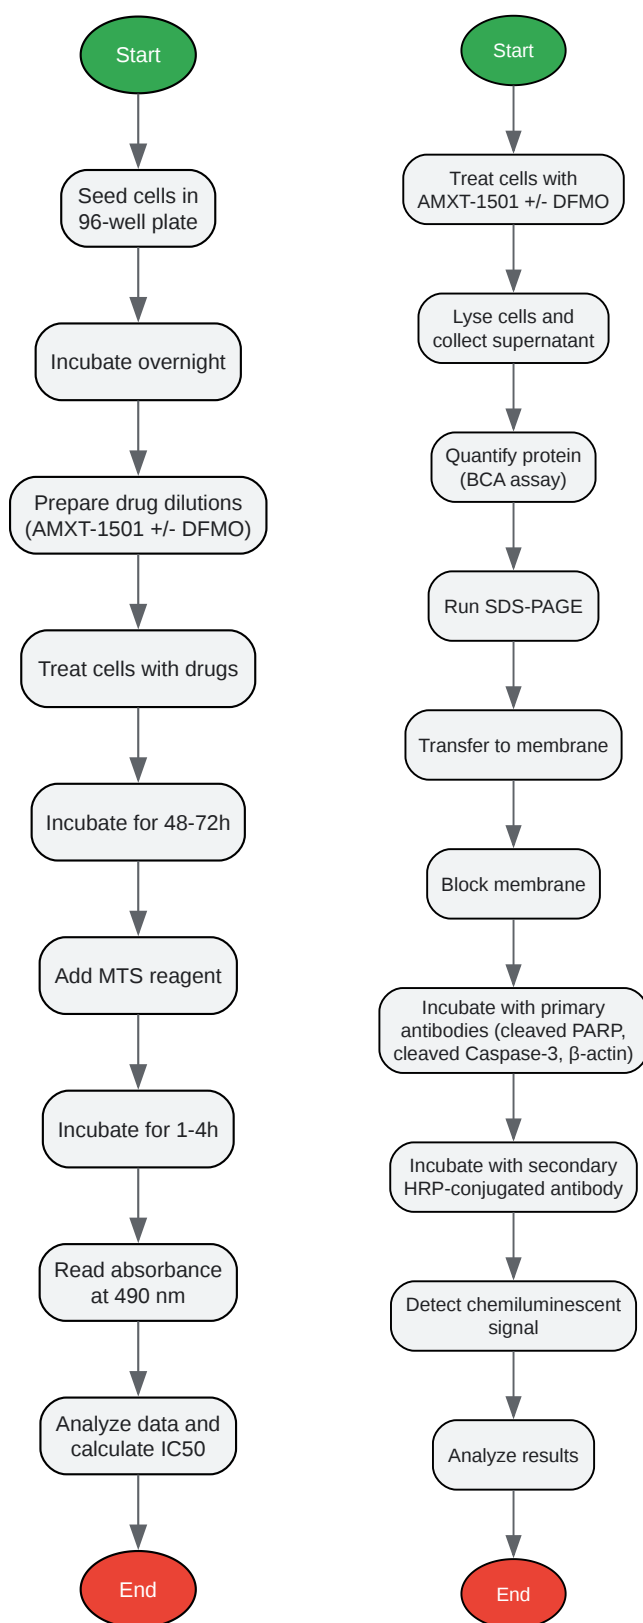 Start
Seed cells in
96-well plate
Incubate overnight
Prepare drug dilutions
(AMXT-1501 +/- DFMO)
Treat cells with drugs
Incubate for 48-72h
Add MTS reagent
Incubate for 1-4h
Read absorbance
at 490 nm
Analyze data and
calculate IC50
End
Start
Treat cells with
AMXT-1501 +/- DFMO
Lyse cells and
collect supernatant
Quantify protein
(BCA assay)
Run SDS-PAGE
Transfer to membrane
Block membrane
Incubate with primary
antibodies (cleaved PARP,
cleaved Caspase-3, β-actin)
Incubate with secondary
HRP-conjugated antibody
Detect chemiluminescent
signal
Analyze results
End